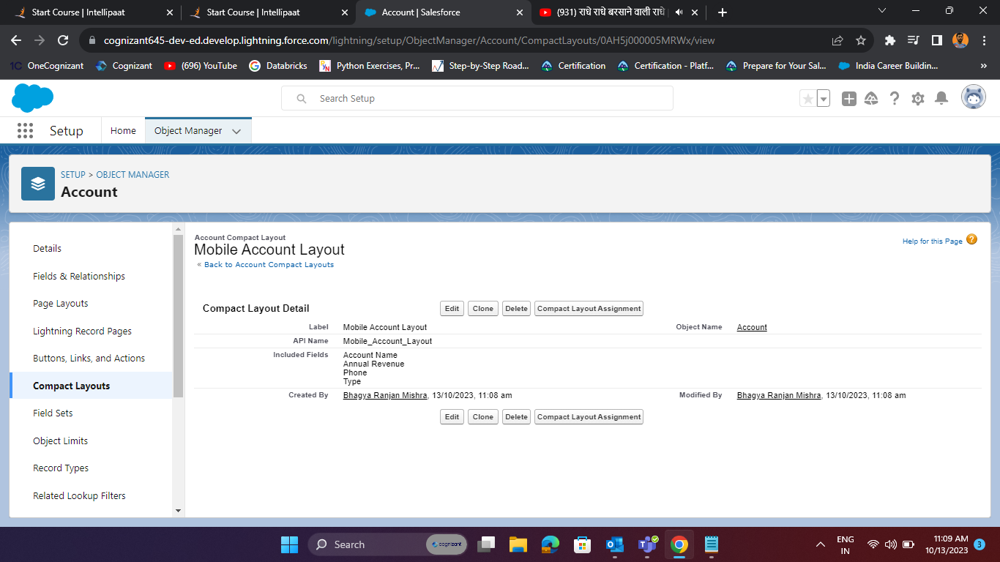 Start Course | Intellipaat
Start Course | Intellipaat
Account | Salesforce
(931) राधे राधे बरसाने वाली राधे
cognizant645-dev-ed.develop.lightning.force.com/lightning/setup/ObjectManager/Account/CompactLayouts/0AH5j000005MRWx/view
1C OneCognizant
Cognizant
(696) YouTube
Databricks
Python Exercises, Pr...
Step-by-Step Road...
Certification
Certification - Platf...
Prepare for Your Sal...
India Career Buildin...
»
Search Setup
Setup
Home
Object Manager
SETUP > OBJECT MANAGER
Account
Details
Fields & Relationships
Page Layouts
Lightning Record Pages
Buttons, Links, and Actions
Compact Layouts
Field Sets
Object Limits
Record Types
Related Lookup Filters
Account Compact Layout
Mobile Account Layout
« Back to Account Compact Layouts
Help for this Page ?
Compact Layout Detail
Edit Clone Delete Compact Layout Assignment
Label Mobile Account Layout Object Name Account
API Name Mobile_Account_Layout
Included Fields Account Name
Annual Revenue
Phone
Type
Created By Bhagya Ranjan Mishra, 13/10/2023, 11:08 am Modified By Bhagya Ranjan Mishra, 13/10/2023, 11:08 am
Edit Clone Delete Compact Layout Assignment
Search
cognizant
ENG
IN
11:09 AM
10/13/2023
3